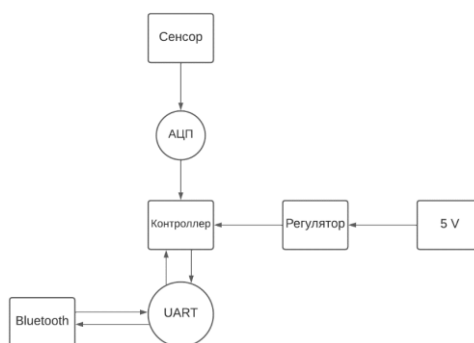 Сенсор
АЦП
Контроллер
Регулятор
5 V
Bluetooth
UART